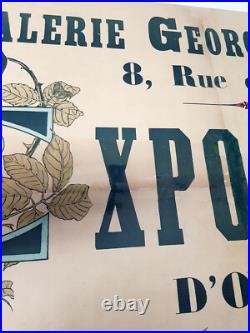 ALERIE GEORG
8, Rue
XPO
D'O